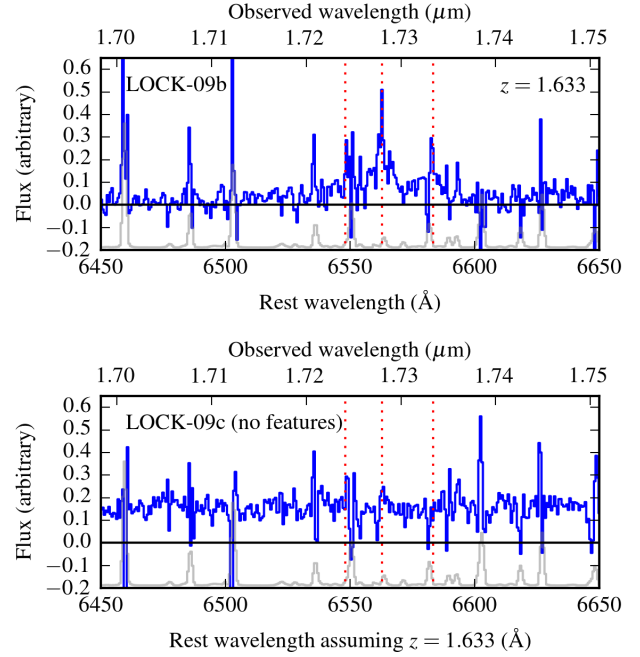 Observed wavelength (μm)
1.70 1.71 1.72 1.73 1.74 1.75
LOCK-09b z = 1.633
0.6
0.5
0.4
0.3
0.2
0.1
0.0
−0.1
−0.2
Flux (arbitrary)
6450 6500 6550 6600 6650
Rest wavelength (Å)
Observed wavelength (μm)
1.70 1.71 1.72 1.73 1.74 1.75
LOCK-09c (no features)
0.6
0.5
0.4
0.3
0.2
0.1
0.0
−0.1
−0.2
Flux (arbitrary)
6450 6500 6550 6600 6650
Rest wavelength assuming z = 1.633 (Å)